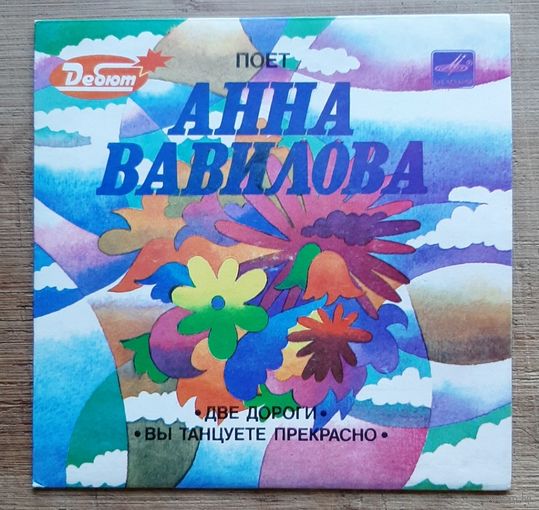 Дебют
ПОЕТ
АННА
ВАВИЛОВА
• ДВЕ ДОРОГИ •
• ВЫ ТАНЦУЕТЕ ПРЕКРАСНО •